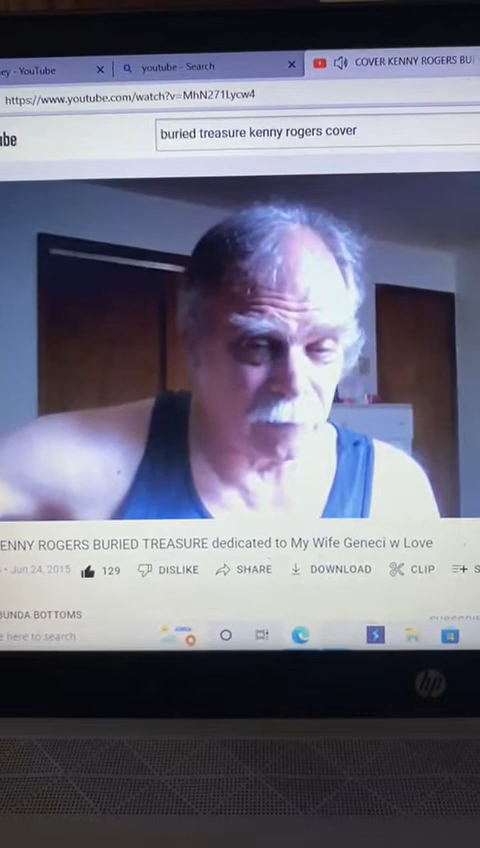 ey - YouTube
youtube - Search
COVER KENNY ROGERS BU
https://www.youtube.com/watch?v=MhN271Lycw4
be
buried treasure kenny rogers cover
ENNY ROGERS BURIED TREASURE dedicated to My Wife Geneci w Love
• Jun 24, 2015 129 DISLIKE SHARE DOWNLOAD CLIP S
BUNDA BOTTOMS
e here to search
hp